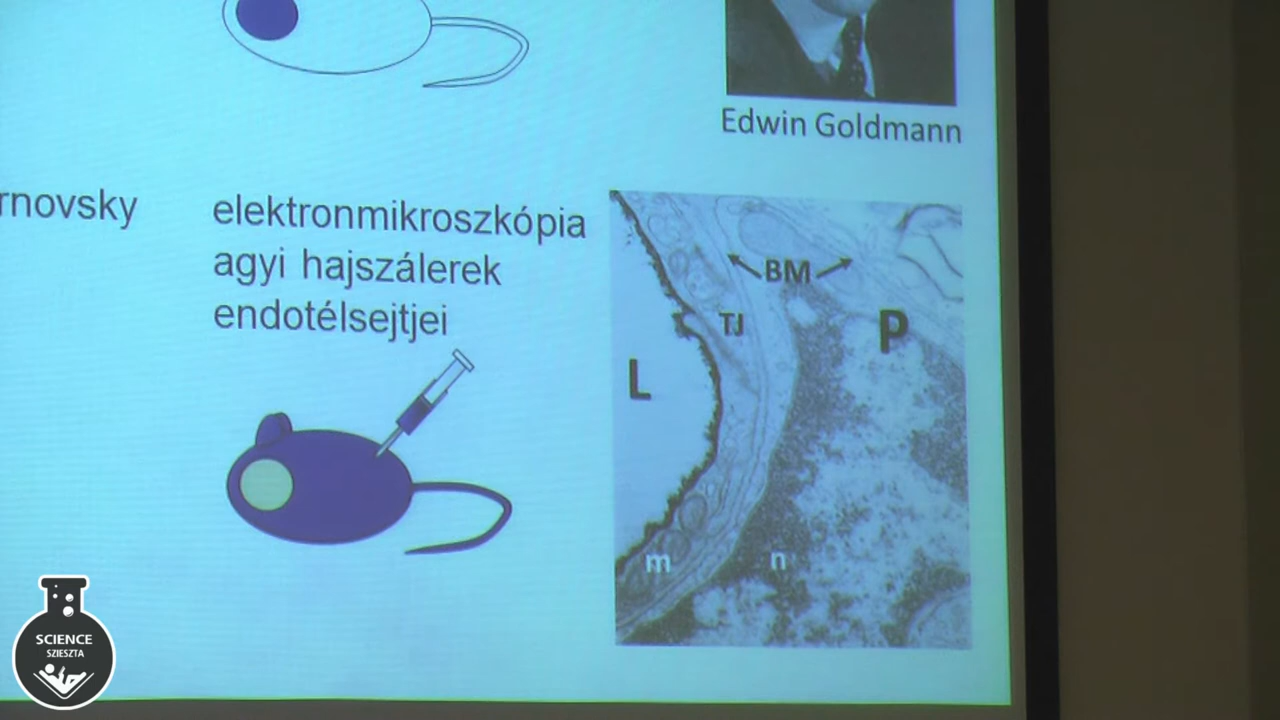 Edwin Goldmann
rnovsky
elektronmikroszkópia
agyi hajszálerek
endotélsejtjei
BM
TJ
P
L
m
n
SCIENCE
SZIESZTA